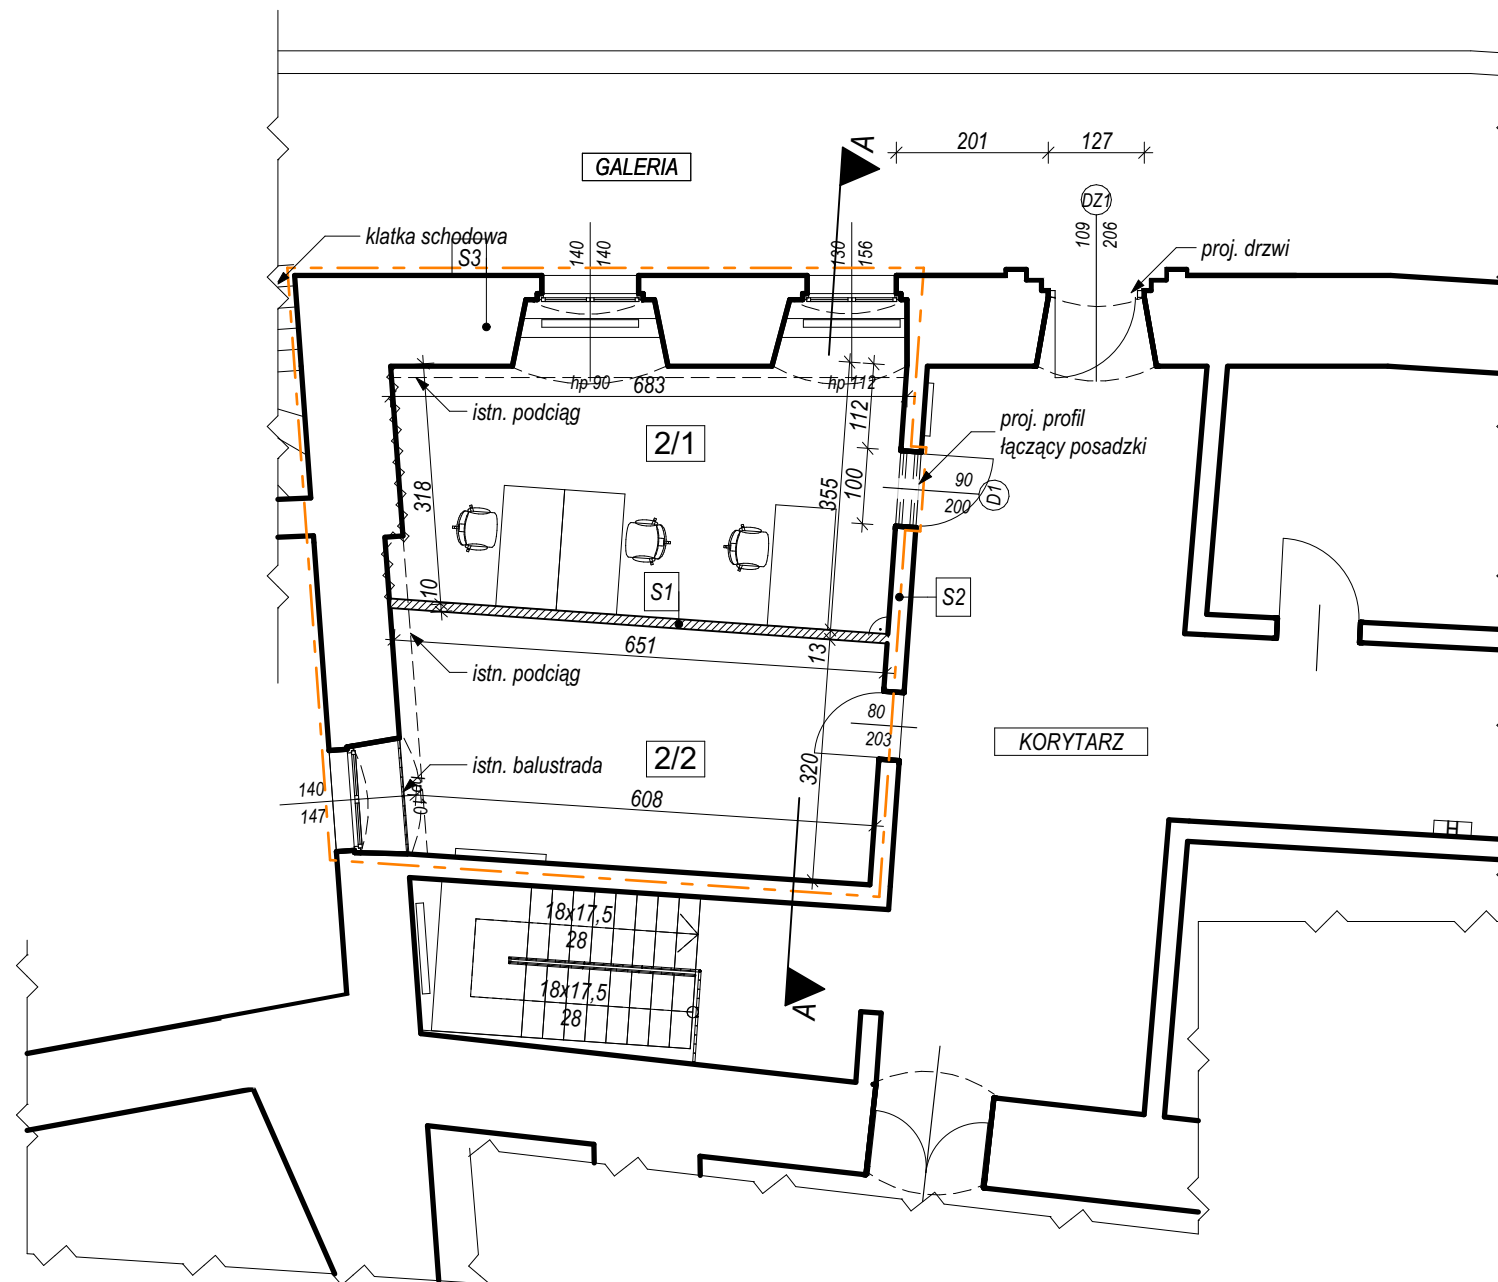 A
201
127
GALERIA
DZ1
109
206
klatka schodowa
S3
140
140
130
156
proj. drzwi
hp 90
683
hp 112
istn. podciąg
112
proj. profil
łączący posadzki
2/1
318
355
100
90
200
D1
10
S1
S2
651
13
istn. podciąg
80
203
KORYTARZ
2/2
istn. balustrada
320
140
147
608
H
18x17,5
28
18x17,5
28
A